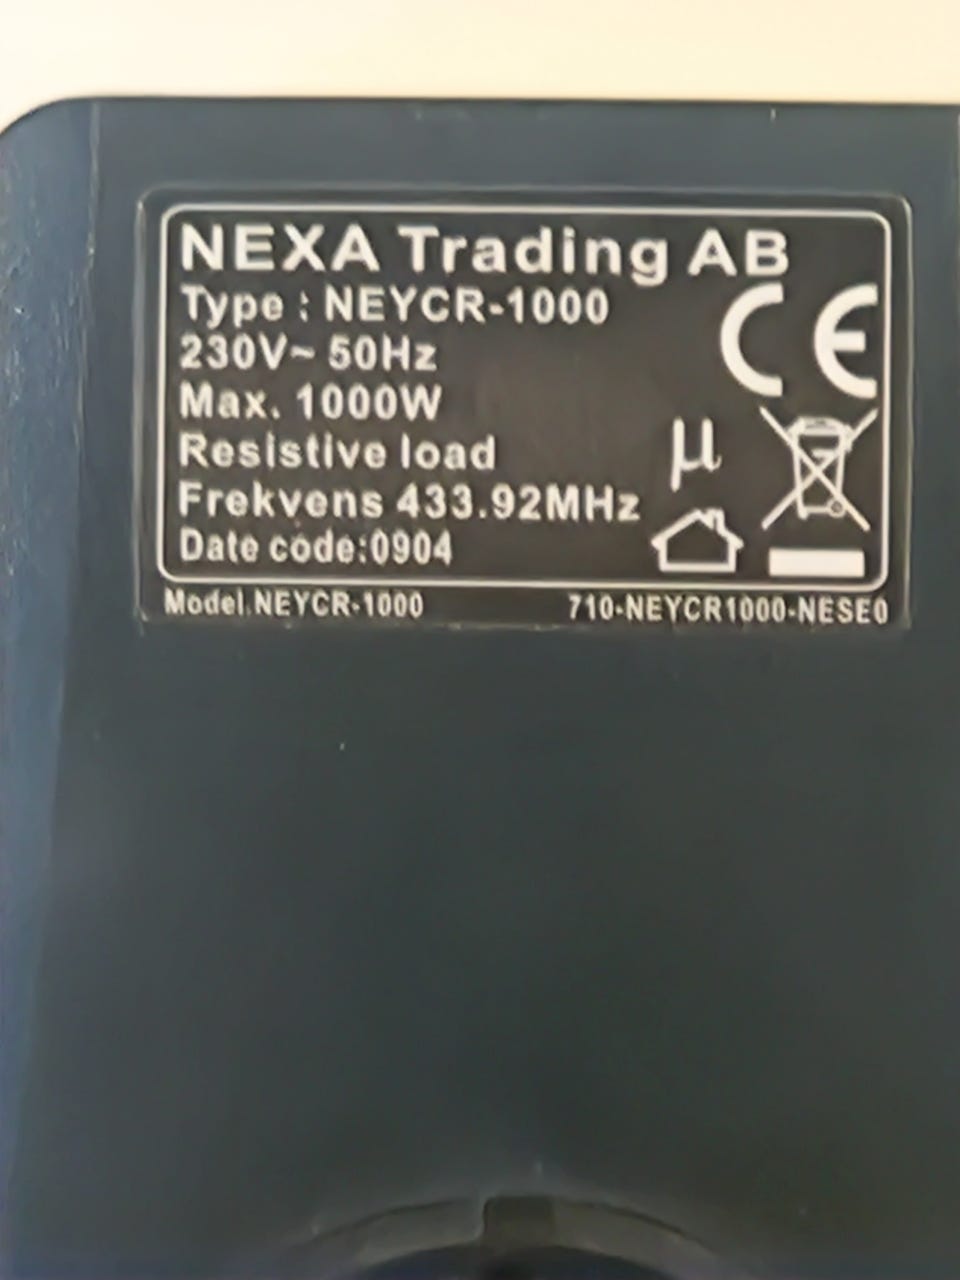 NEXA Trading AB
Type : NEYCR-1000
230V~ 50Hz
Max. 1000W
Resistive load
Frekvens 433.92MHz
Date code:0904
CE
μ
Model.NEYCR-1000
710-NEYCR1000-NESE0